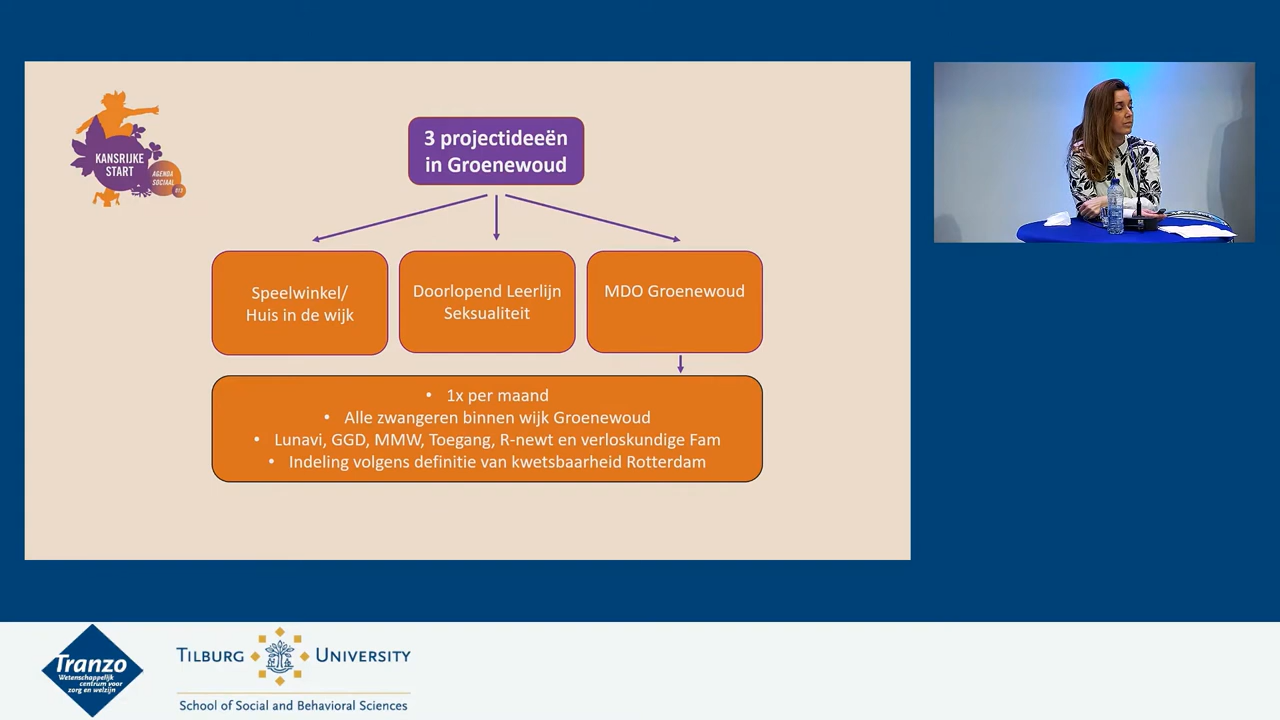 KANSRIJKE
START
AGENDA
SOCIAAL
3 projectideeën
in Groenewoud
Speelwinkel/
Huis in de wijk
Doorlopend Leerlijn
Seksualiteit
MDO Groenewoud
• 1x per maand
• Alle zwangeren binnen wijk Groenewoud
• Lunavi, GGD, MMW, Toegang, R-newt en verloskundige Fam
• Indeling volgens definitie van kwetsbaarheid Rotterdam
Tranzo
Wetenschappelijk
centrum voor
zorg en welzijn
TILBURG UNIVERSITY
School of Social and Behavioral Sciences